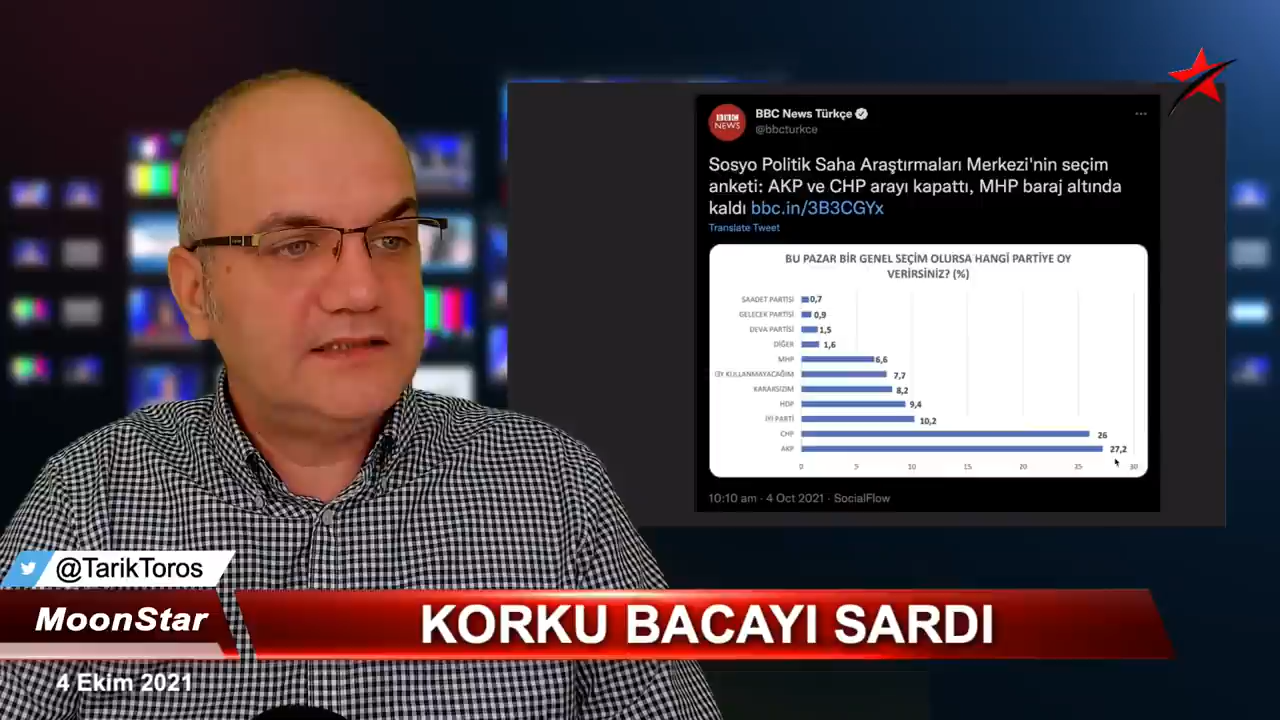 BBC
NEWS
BBC News Türkçe
@bbcturkce
Sosyo Politik Saha Araştırmaları Merkezi'nin seçim
anketi: AKP ve CHP arayı kapattı, MHP baraj altında
kaldı bbc.in/3B3CGYx
Translate Tweet
BU PAZAR BİR GENEL SEÇİM OLURSA HANGİ PARTİYE OY
VERİRSİNİZ? (%)
SAADET PARTİSİ 0,7
GELECEK PARTİSİ 0,9
DEVA PARTİSİ 1,5
DİĞER 1,6
MHP 6,6
OY KULLANMAYACAĞIM 7,7
KARARSIZIM 8,2
HDP 9,4
İYİ PARTİ 10,2
CHP 26
AKP 27,2
0 5 10 15 20 25 30
10:10 am · 4 Oct 2021 · SocialFlow
@TarikToros
MoonStar
KORKU BACAYI SARDI
4 Ekim 2021